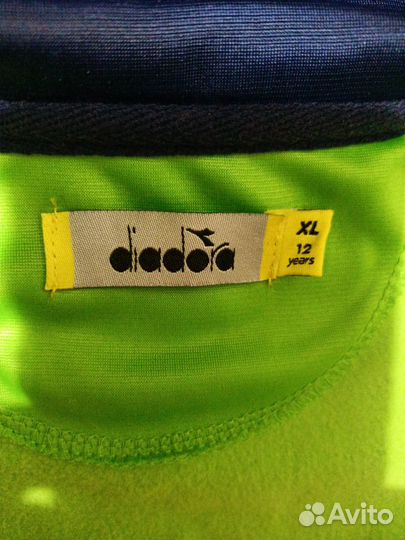 diadora
XL
12
years
Avito